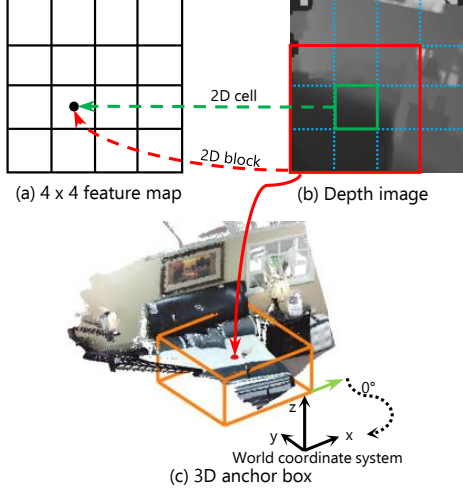 2D cell
2D block
(a) 4 x 4 feature map
(b) Depth image
0°
z
y
x
World coordinate system
(c) 3D anchor box